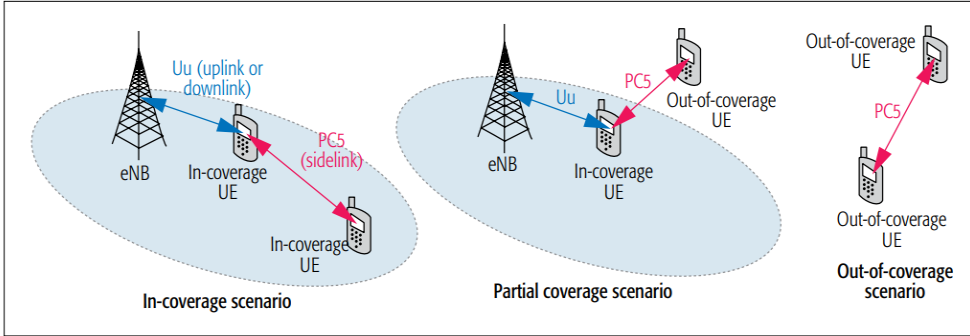 Uu (uplink or
downlink)
PC5
(sidelink)
eNB
In-coverage
UE
In-coverage
UE
In-coverage scenario
Uu
PC5
Out-of-coverage
UE
eNB
In-coverage
UE
Partial coverage scenario
Out-of-coverage
UE
PC5
Out-of-coverage
UE
Out-of-coverage
scenario